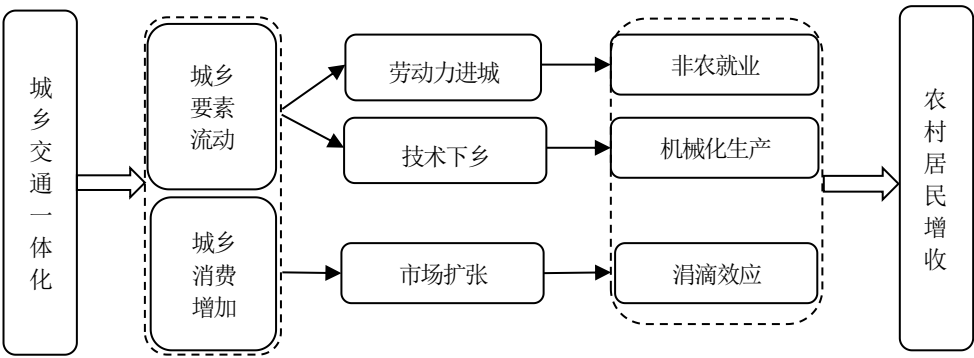 城乡交通一体化
城乡
要素
流动
城乡
消费
增加
劳动力进城
技术下乡
市场扩张
非农就业
机械化生产
涓滴效应
农村居民增收